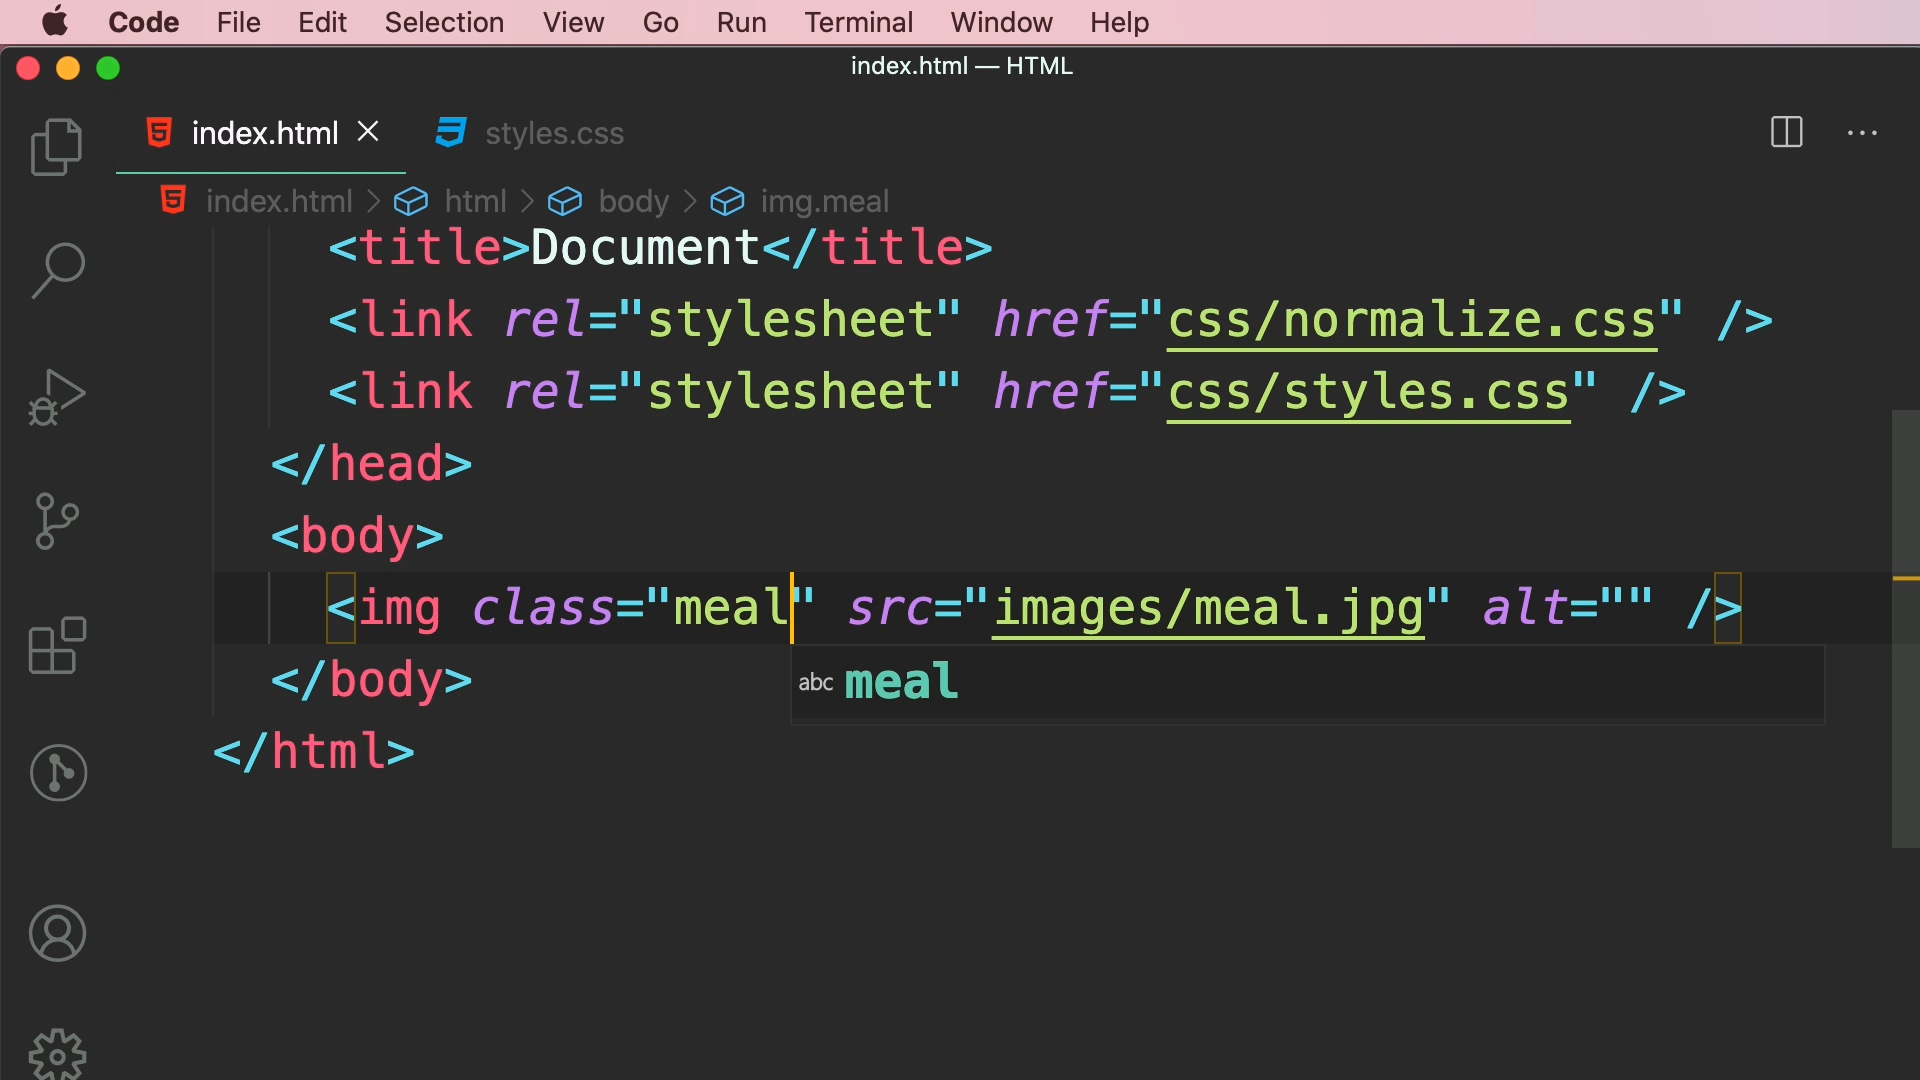 Code File Edit Selection View Go Run Terminal Window Help
index.html — HTML
index.html styles.css
index.html > html > body > img.meal
<title>Document</title>
<link rel="stylesheet" href="css/normalize.css" />
<link rel="stylesheet" href="css/styles.css" />
</head>
<body>
<img class="meal" src="images/meal.jpg" alt="" />
</body>
abc meal
</html>